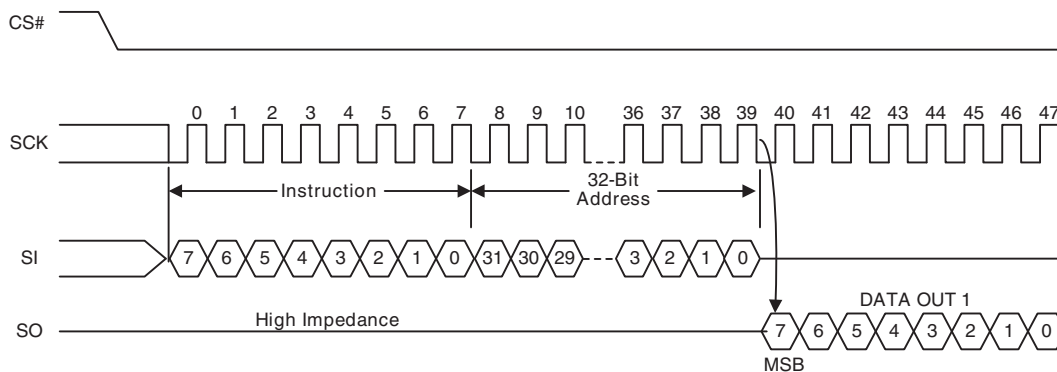 CS#
0 1 2 3 4 5 6 7 8 9 10 36 37 38 39 40 41 42 43 44 45 46 47
SCK
Instruction
32-Bit
Address
SI
7 6 5 4 3 2 1 0 31 30 29 3 2 1 0
DATA OUT 1
High Impedance
SO
7 6 5 4 3 2 1 0
MSB